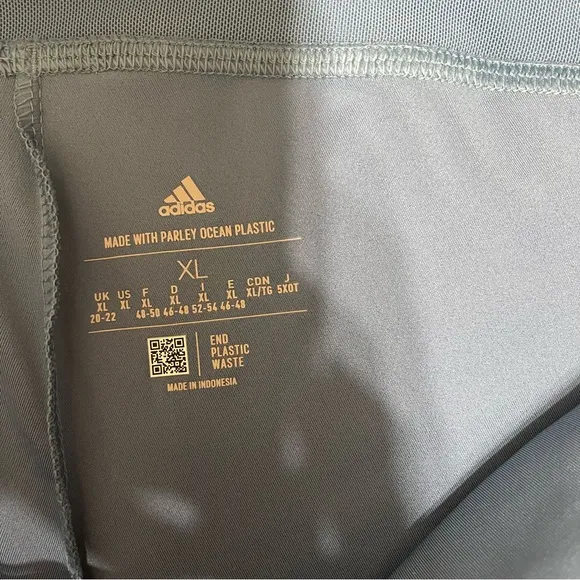 adidas
MADE WITH PARLEY OCEAN PLASTIC
XL
UK US F D I E CDN J
XL XL XL XL XL XL XL/TG 5XOT
20-22 48-50 46-48 52-54 46-48
END
PLASTIC
WASTE
MADE IN INDONESIA